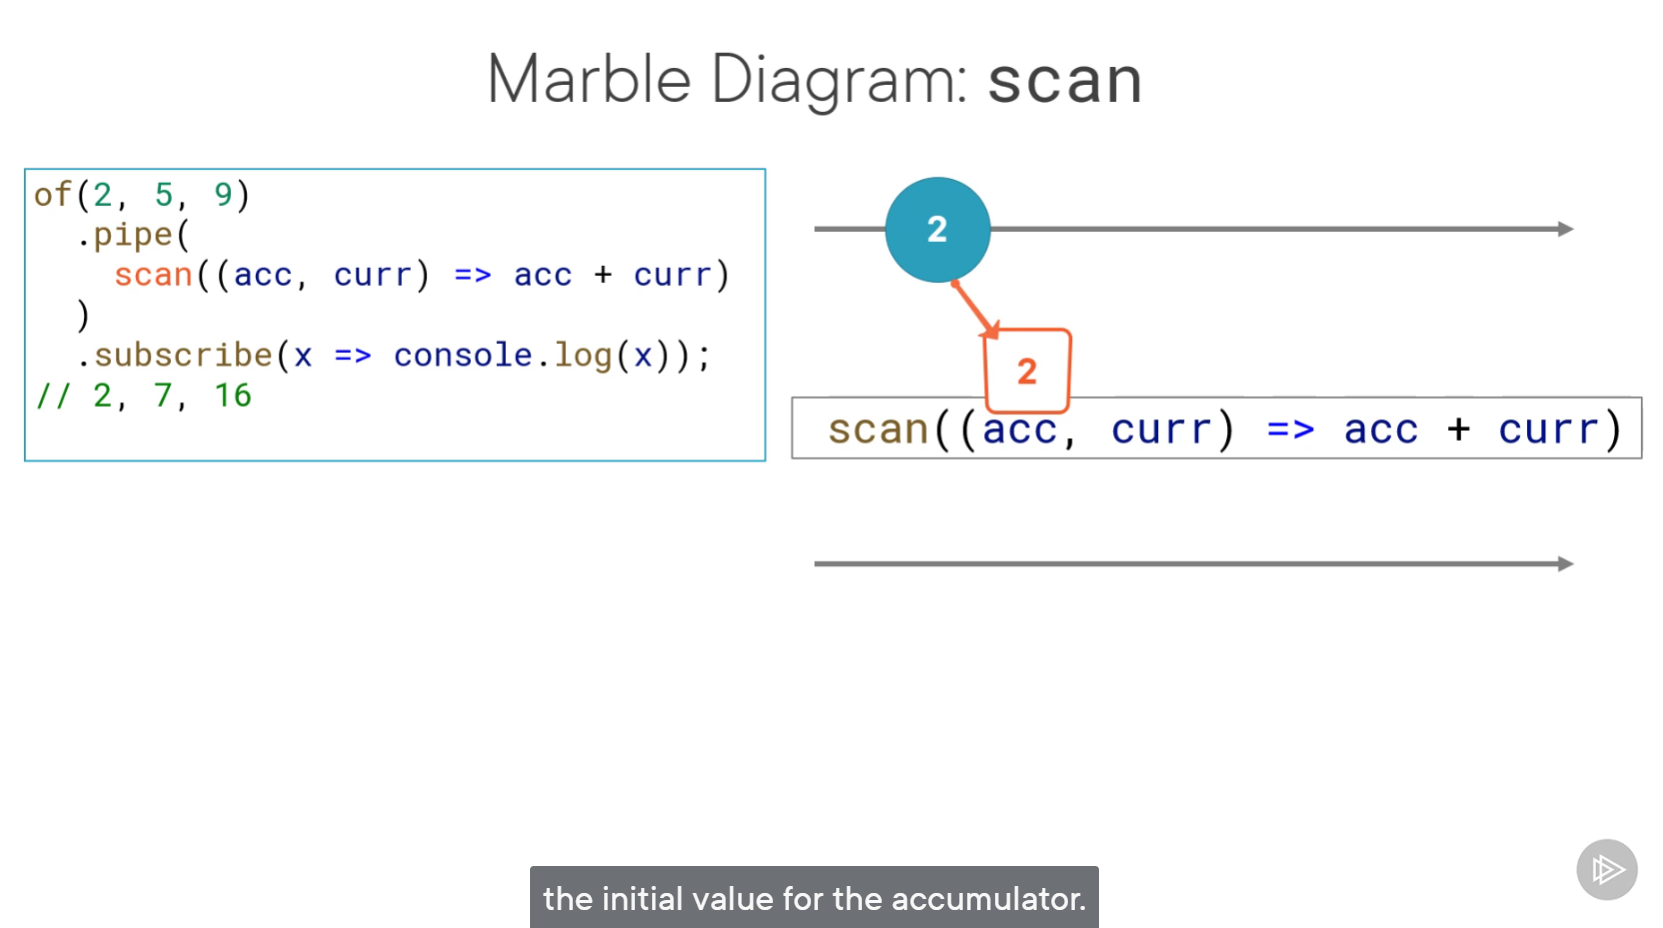 Marble Diagram: scan
of(2, 5, 9)
.pipe(
scan((acc, curr) => acc + curr)
)
.subscribe(x => console.log(x));
// 2, 7, 16
2
2
scan((acc, curr) => acc + curr)
the initial value for the accumulator.